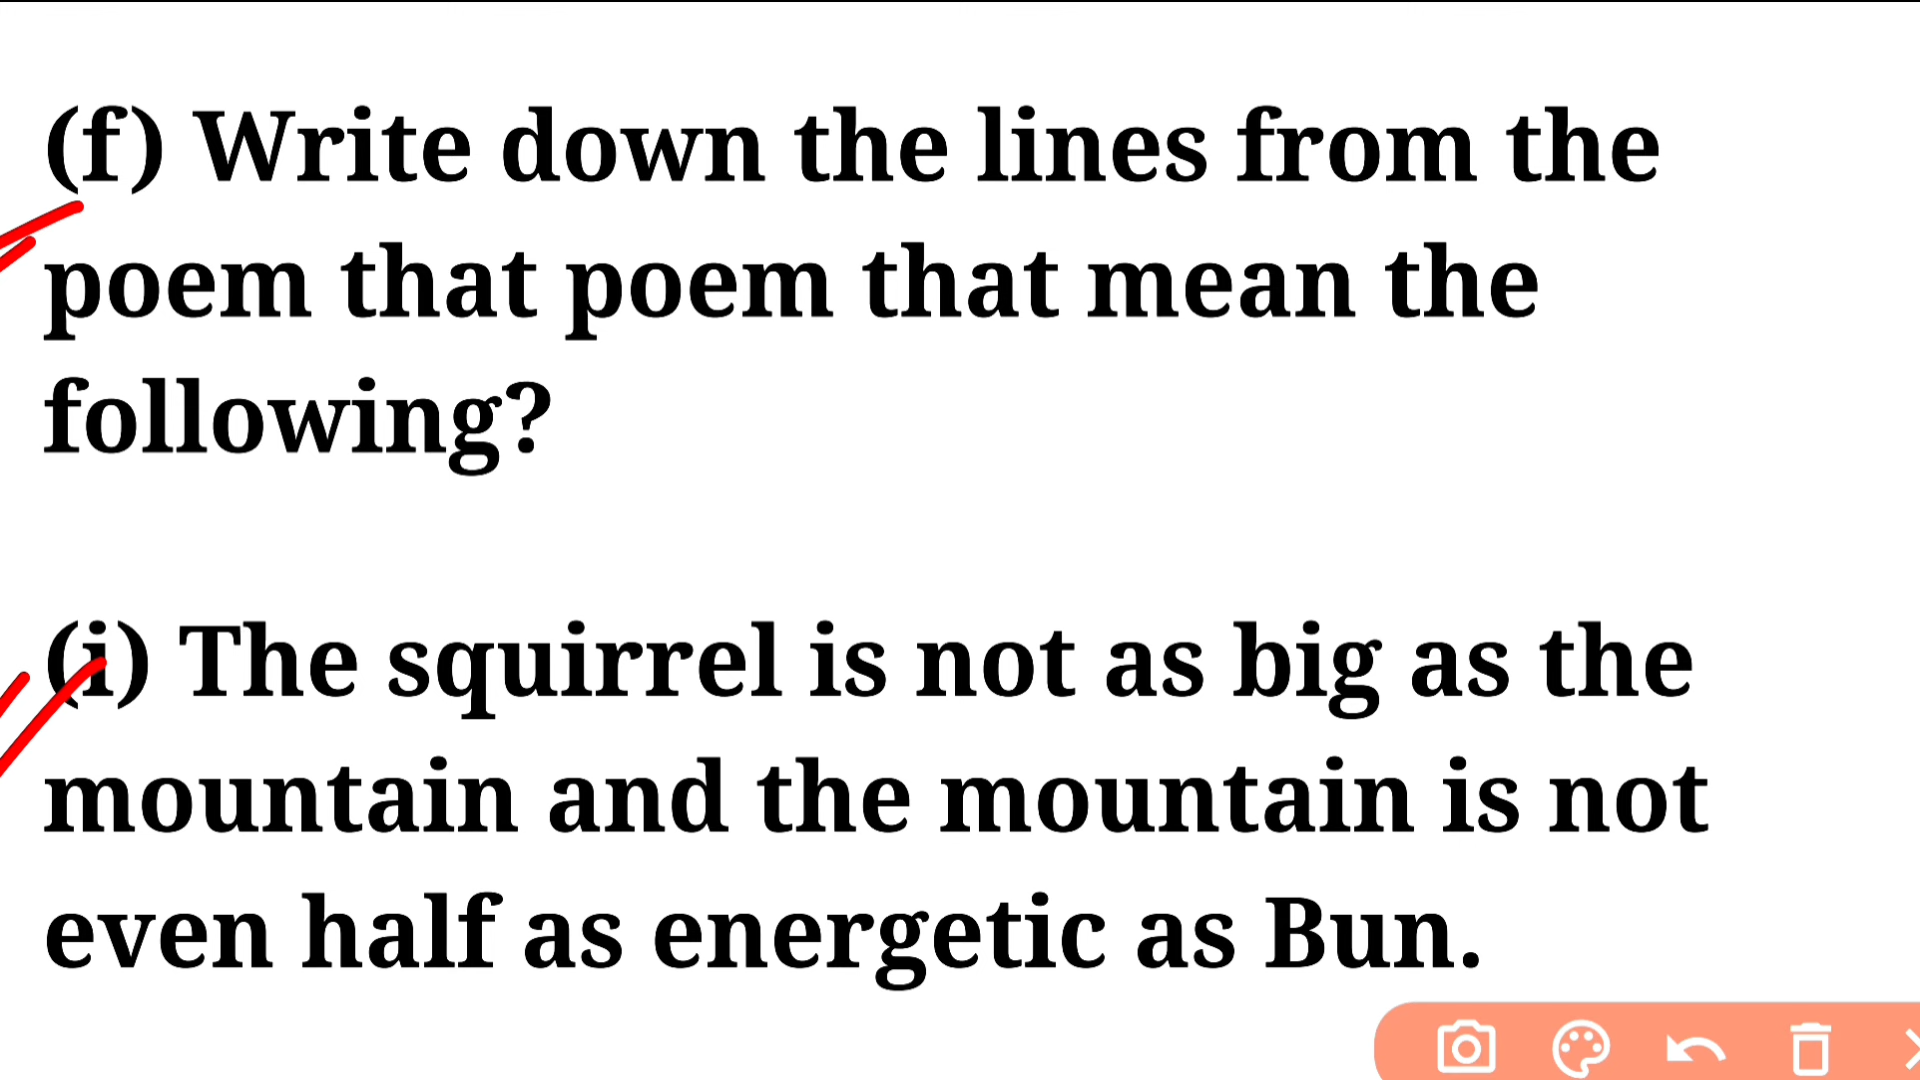 (f) Write down the lines from the
poem that poem that mean the
following?
(i) The squirrel is not as big as the
mountain and the mountain is not
even half as energetic as Bun.